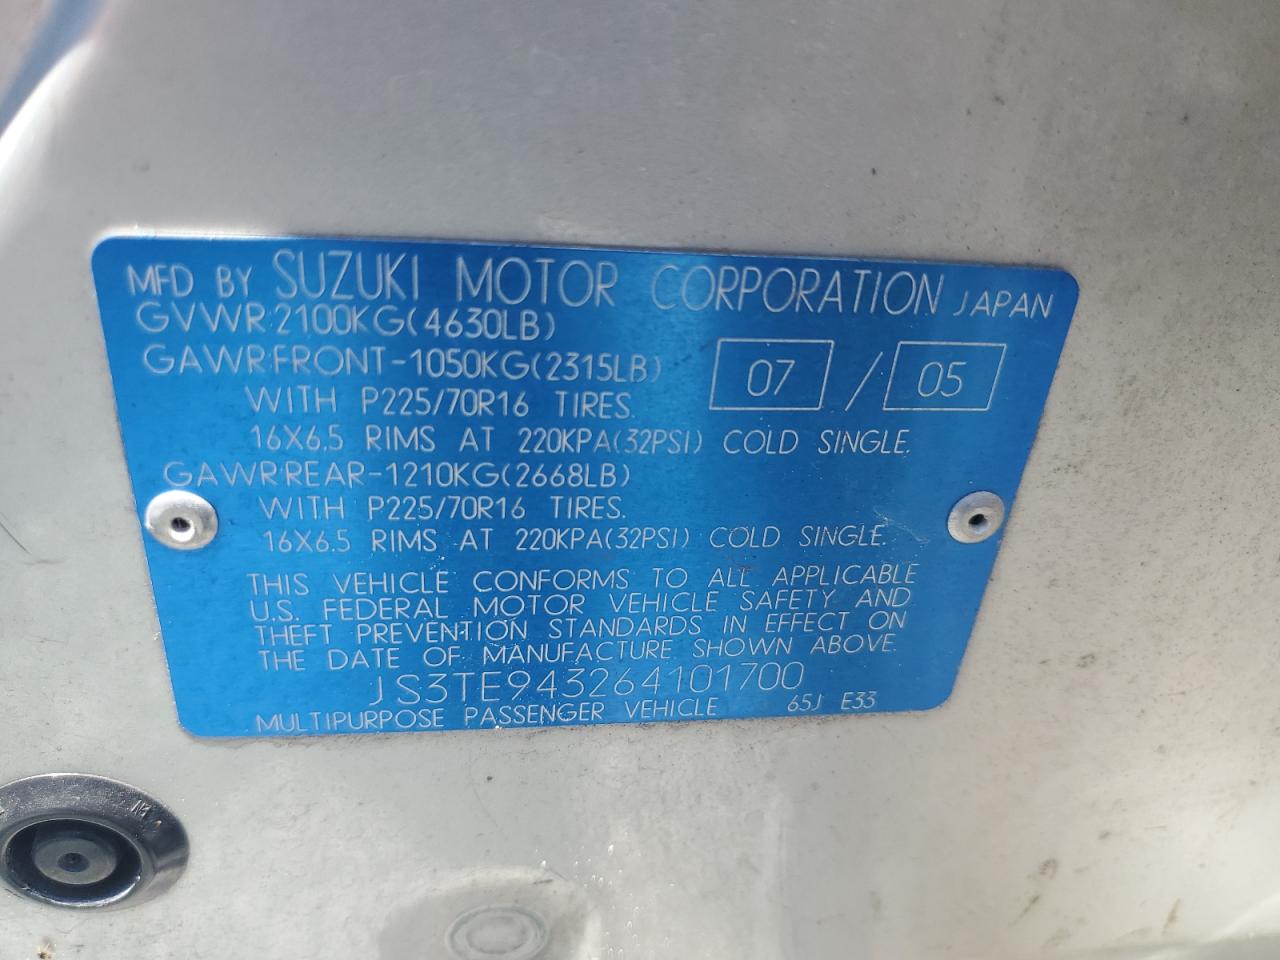 MFD BY SUZUKI MOTOR CORPORATION JAPAN
GVWR:2100KG(4630LB)
GAWR:FRONT-1050KG(2315LB) 07 / 05
WITH P225/70R16 TIRES.
16X6.5 RIMS AT 220KPA(32PSI) COLD SINGLE.
GAWR:REAR-1210KG(2668LB)
WITH P225/70R16 TIRES.
16X6.5 RIMS AT 220KPA(32PSI) COLD SINGLE.
THIS VEHICLE CONFORMS TO ALL APPLICABLE
U.S. FEDERAL MOTOR VEHICLE SAFETY AND
THEFT PREVENTION STANDARDS IN EFFECT ON
THE DATE OF MANUFACTURE SHOWN ABOVE.
JS3TE943264101700
MULTIPURPOSE PASSENGER VEHICLE 65J E33